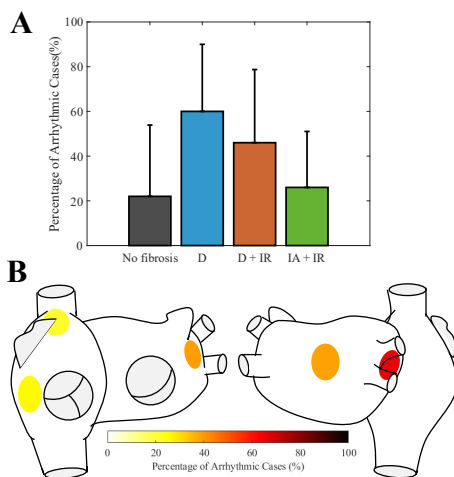 A
Percentage of Arrhythmic Cases(%)
100
80
60
40
20
0
No fibrosis D D + IR IA + IR
B
0 20 40 60 80 100
Percentage of Arrhythmic Cases (%)